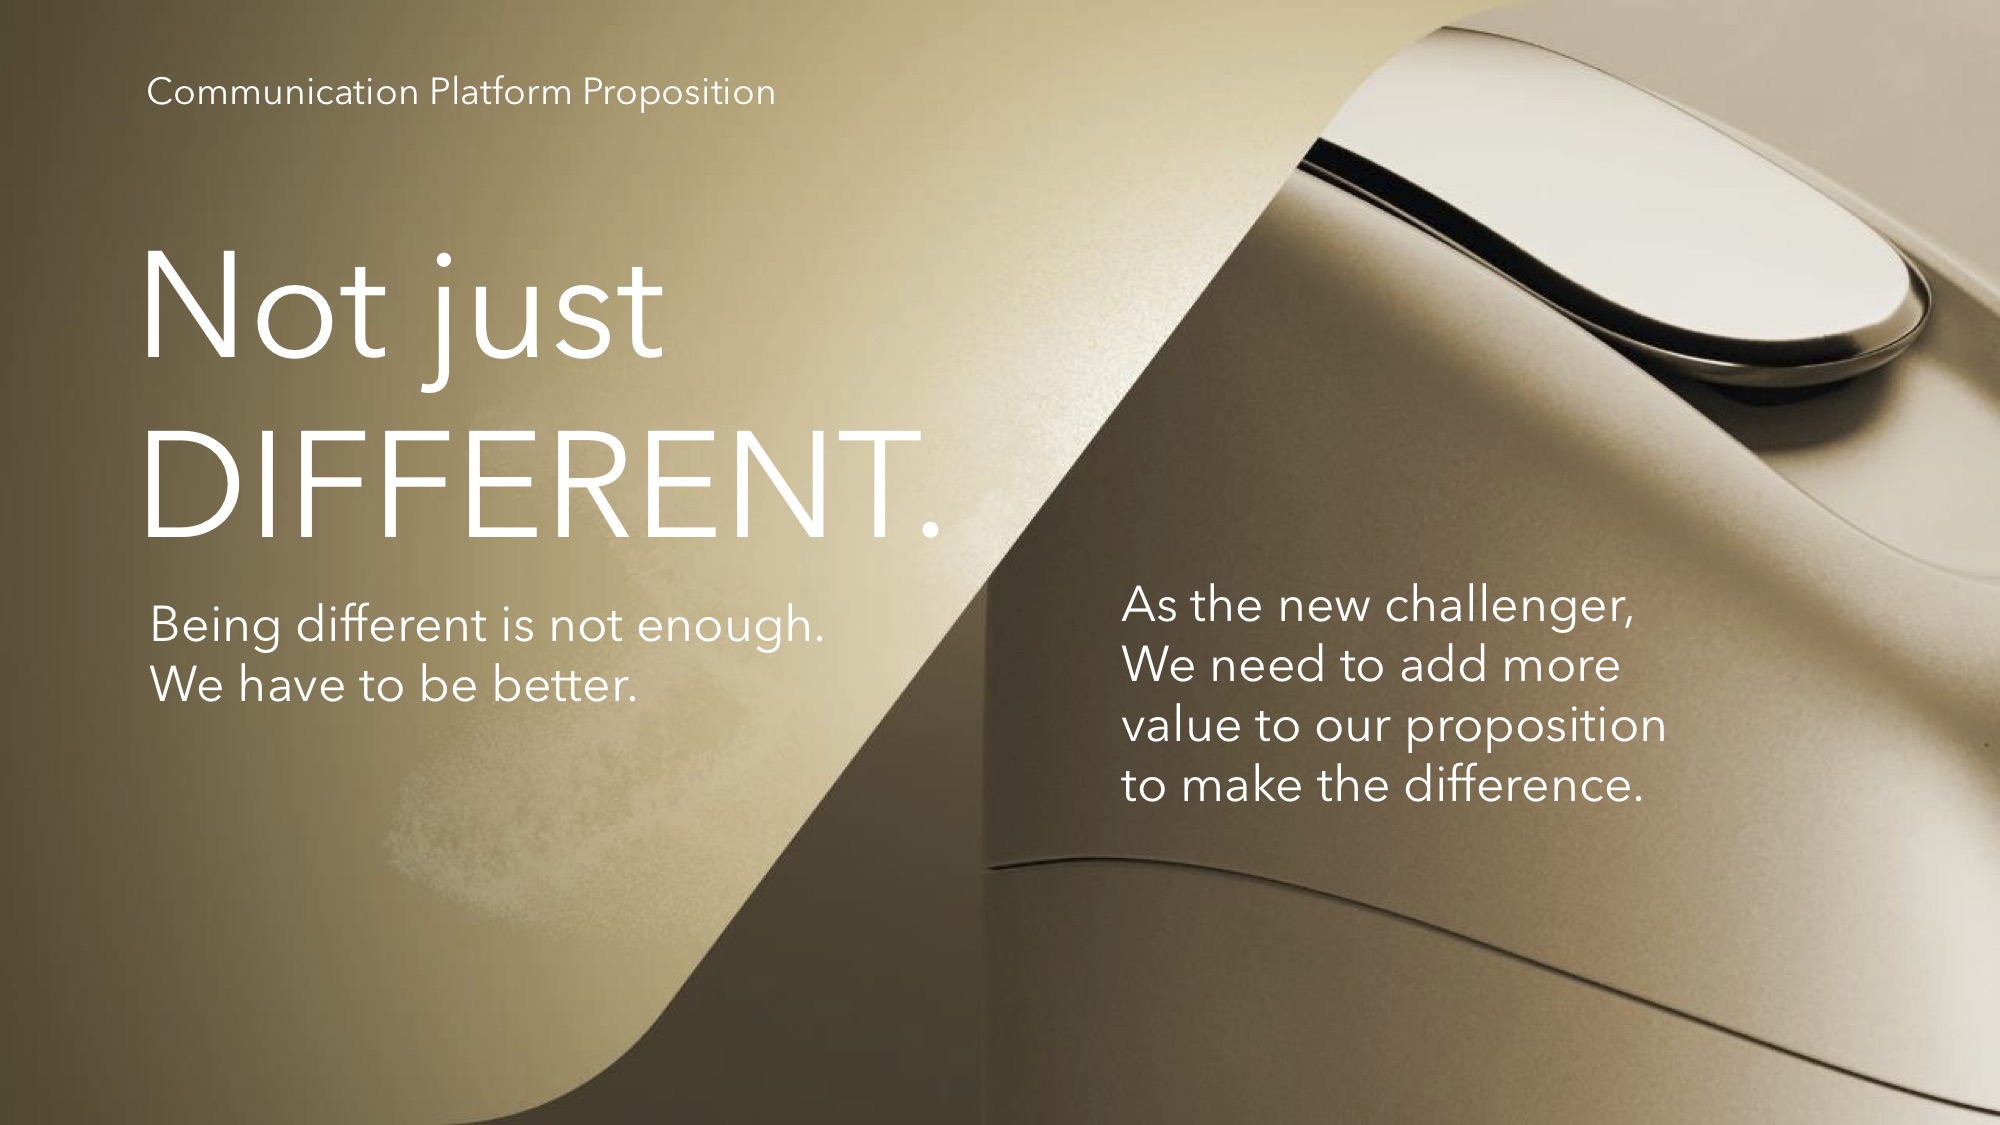 Communication Platform Proposition
Not just
DIFFERENT.
Being different is not enough.
We have to be better.
As the new challenger,
We need to add more
value to our proposition
to make the difference.